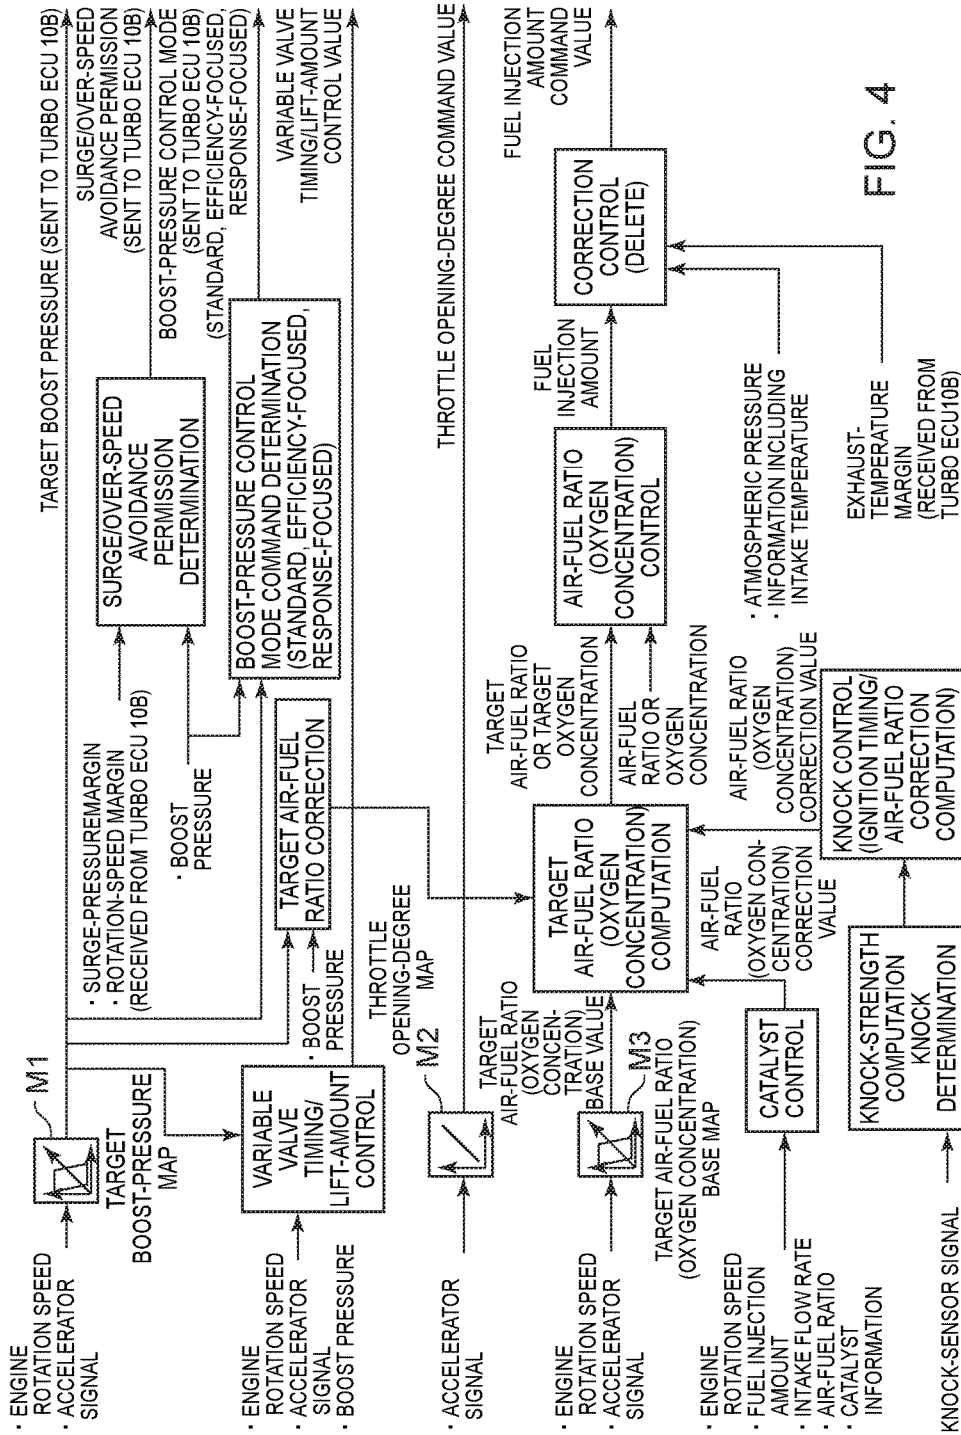 · ENGINE
ROTATION SPEED
· ACCELERATOR
SIGNAL
M1
TARGET
BOOST-PRESSURE
MAP
TARGET BOOST PRESSURE (SENT TO TURBO ECU 10B)
· SURGE-PRESSUREMARGIN
· ROTATION-SPEED MARGIN
(RECEIVED FROM TURBO ECU 10B)
· BOOST
PRESSURE
SURGE/OVER-SPEED
AVOIDANCE
PERMISSION
DETERMINATION
SURGE/OVER-SPEED
AVOIDANCE PERMISSION
(SENT TO TURBO ECU 10B)
BOOST-PRESSURE CONTROL
MODE COMMAND DETERMINATION
(STANDARD, EFFICIENCY-FOCUSED,
RESPONSE-FOCUSED)
BOOST-PRESSURE CONTROL MODE
(SENT TO TURBO ECU 10B)
(STANDARD, EFFICIENCY-FOCUSED,
RESPONSE-FOCUSED)
TARGET AIR-FUEL
RATIO CORRECTION
· BOOST
PRESSURE
· ENGINE
ROTATION SPEED
· ACCELERATOR
SIGNAL
· BOOST PRESSURE
VARIABLE
VALVE
TIMING/
LIFT-AMOUNT
CONTROL
VARIABLE VALVE
TIMING/LIFT-AMOUNT
CONTROL VALUE
THROTTLE
OPENING-DEGREE
MAP
M2
· ACCELERATOR
SIGNAL
THROTTLE OPENING-DEGREE COMMAND VALUE
· ENGINE
ROTATION SPEED
· ACCELERATOR
SIGNAL
M3
TARGET AIR-FUEL RATIO
(OXYGEN CONCENTRATION)
BASE MAP
TARGET
AIR-FUEL RATIO
(OXYGEN
CONCEN-
TRATION)
BASE VALUE
TARGET
AIR-FUEL RATIO
(OXYGEN
CONCENTRATION)
COMPUTATION
TARGET
AIR-FUEL RATIO
OR TARGET
OXYGEN
CONCENTRATION
AIR-FUEL
RATIO OR
OXYGEN
CONCENTRATION
AIR-FUEL RATIO
(OXYGEN
CONCENTRATION)
CONTROL
FUEL
INJECTION
AMOUNT
CORRECTION
CONTROL
(DELETE)
FUEL INJECTION
AMOUNT
COMMAND
VALUE
· ATMOSPHERIC PRESSURE
· INFORMATION INCLUDING
INTAKE TEMPERATURE
EXHAUST-
TEMPERATURE
MARGIN
(RECEIVED FROM
TURBO ECU10B)
· ENGINE
ROTATION SPEED
· FUEL INJECTION
AMOUNT
· INTAKE FLOW RATE
· AIR-FUEL RATIO
· CATALYST
INFORMATION
CATALYST
CONTROL
AIR-FUEL
RATIO
(OXYGEN CON-
CENTRATION)
CORRECTION
VALUE
AIR-FUEL RATIO
(OXYGEN
CONCENTRATION)
CORRECTION VALUE
KNOCK-SENSOR SIGNAL
KNOCK-STRENGTH
COMPUTATION
KNOCK
DETERMINATION
KNOCK CONTROL
(IGNITION TIMING/
AIR-FUEL RATIO
CORRECTION
COMPUTATION)
FIG. 4